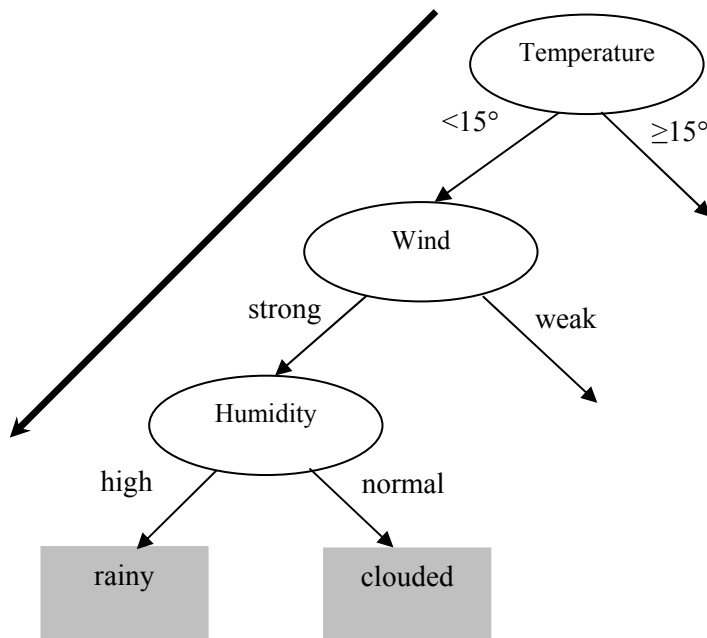 Temperature
<15°
≥15°
Wind
strong
weak
Humidity
high
normal
rainy
clouded